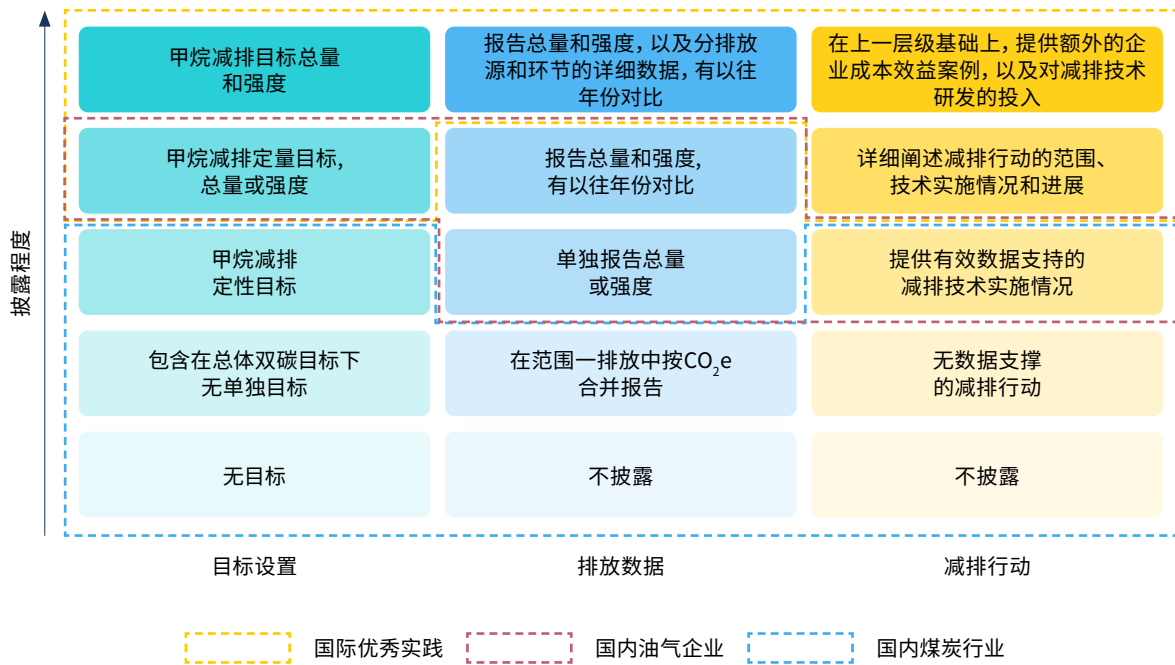 披露程度
甲烷减排目标总量
和强度
报告总量和强度，以及分排放
源和环节的详细数据，有以往
年份对比
在上一层级基础上，提供额外的企
业成本效益案例，以及对减排技术
研发的投入
甲烷减排定量目标，
总量或强度
报告总量和强度，
有以往年份对比
详细阐述减排行动的范围、
技术实施情况和进展
甲烷减排
定性目标
单独报告总量
或强度
提供有效数据支持的
减排技术实施情况
包含在总体双碳目标下
无单独目标
在范围一排放中按CO₂e
合并报告
无数据支撑
的减排行动
无目标
不披露
不披露
目标设置
排放数据
减排行动
国际优秀实践
国内油气企业
国内煤炭行业